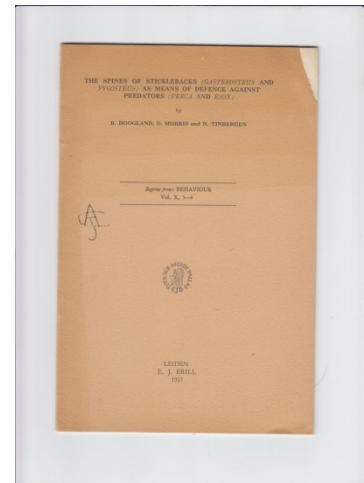 THE SPINES OF STICKLEBACKS (GASTEROSTEUS AND
PYGOSTEUS) AS MEANS OF DEFENCE AGAINST
PREDATORS (PERCA AND ESOX)
by
R. HOOGLAND, D. MORRIS and N. TINBERGEN
Reprint from: BEHAVIOUR
Vol. X, 3—4
LEIDEN
E. J. BRILL
1957